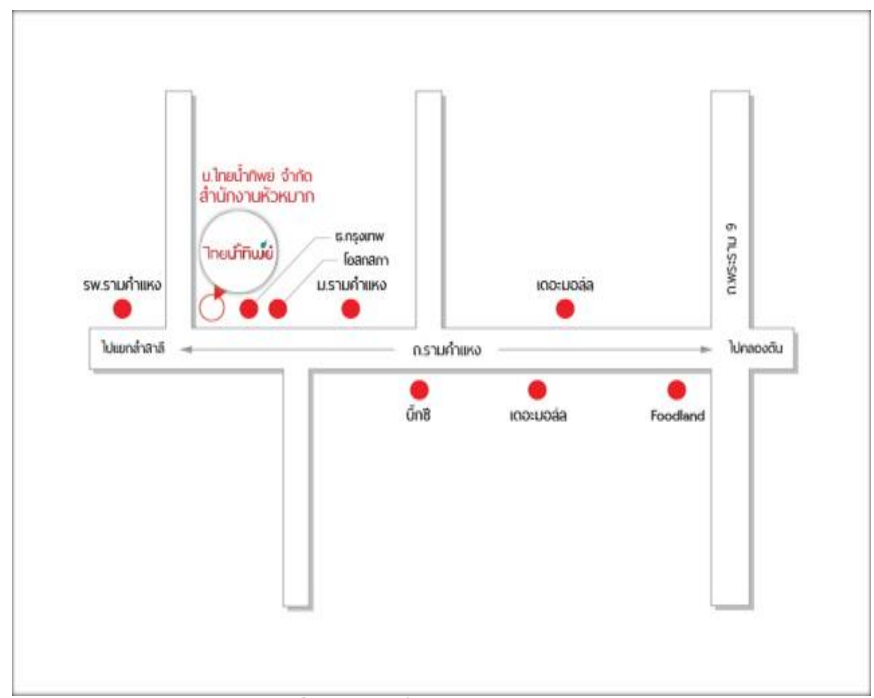 บ.ไทยน้ำทิพย์ จำกัด
สำนักงานหัวหมาก
ไทยน้ำทิพย์
ธ.กรุงเทพ
โอสถสภา
รพ.รามคำแหง
ม.รามคำแหง
เดอะมอล์ล
ถ.พระราม 9
ไปแยกลำสาลี
ถ.รามคำแหง
ไปคลองตัน
บิ๊กซี
เดอะมอล์ล
Foodland